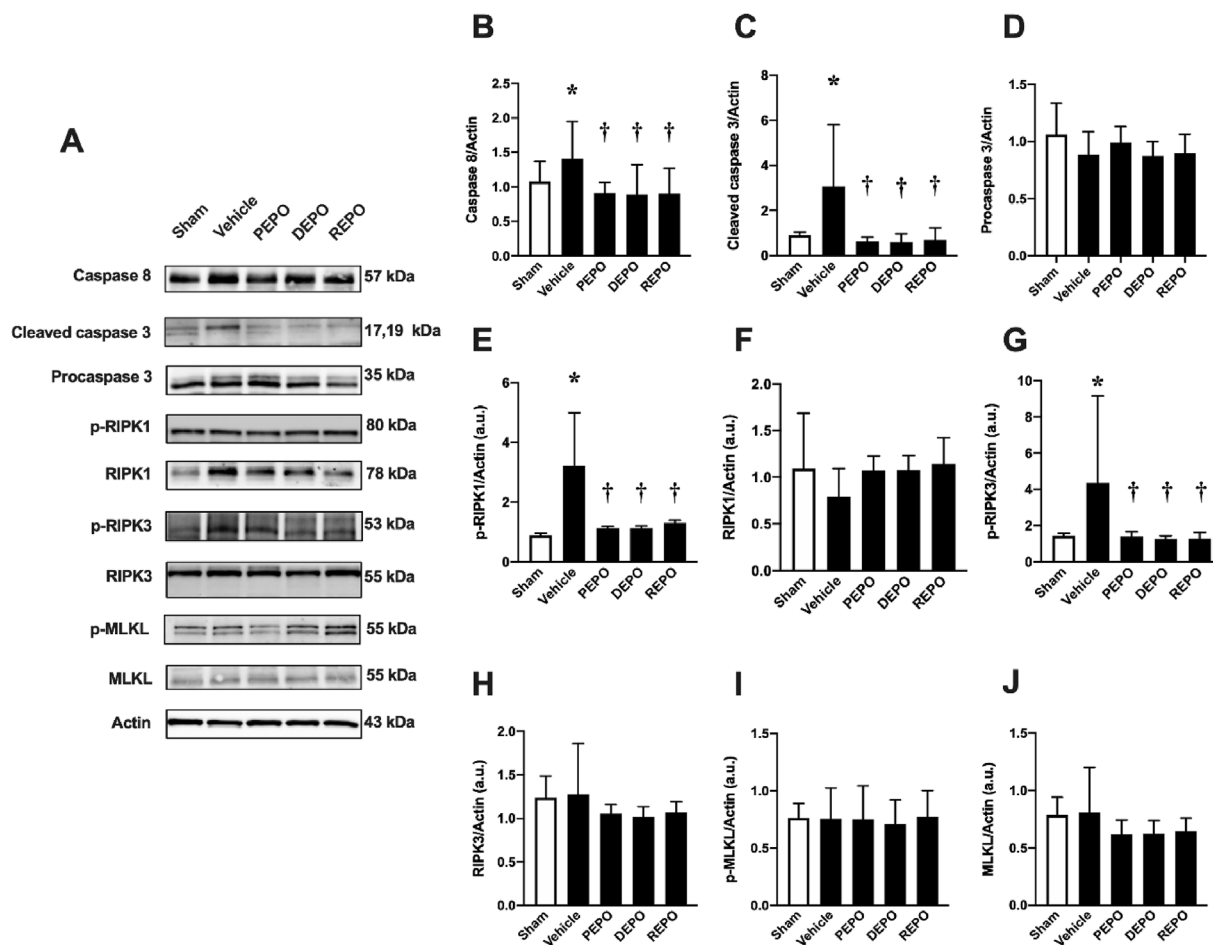 A
Sham Vehicle PEPO DEPO REPO
Caspase 8 57 kDa
Cleaved caspase 3 17,19 kDa
Procaspase 3 35 kDa
p-RIPK1 80 kDa
RIPK1 78 kDa
p-RIPK3 53 kDa
RIPK3 55 kDa
p-MLKL 55 kDa
MLKL 55 kDa
Actin 43 kDa
B
Caspase 8/Actin
2.5
2.0
1.5
1.0
0.5
0.0
* † † †
Sham Vehicle PEPO DEPO REPO
C
Cleaved caspase 3/Actin
8
6
4
2
0
* † † †
Sham Vehicle PEPO DEPO REPO
D
Procaspase 3/Actin
1.5
1.0
0.5
0.0
Sham Vehicle PEPO DEPO REPO
E
p-RIPK1/Actin (a.u.)
6
4
2
0
* † † †
Sham Vehicle PEPO DEPO REPO
F
RIPK1/Actin (a.u.)
2.0
1.5
1.0
0.5
0.0
Sham Vehicle PEPO DEPO REPO
G
p-RIPK3/Actin (a.u.)
10
8
6
4
2
0
* † † †
Sham Vehicle PEPO DEPO REPO
H
RIPK3/Actin (a.u.)
2.0
1.5
1.0
0.5
0.0
Sham Vehicle PEPO DEPO REPO
I
p-MLKL/Actin (a.u.)
1.5
1.0
0.5
0.0
Sham Vehicle PEPO DEPO REPO
J
MLKL/Actin (a.u.)
1.5
1.0
0.5
0.0
Sham Vehicle PEPO DEPO REPO